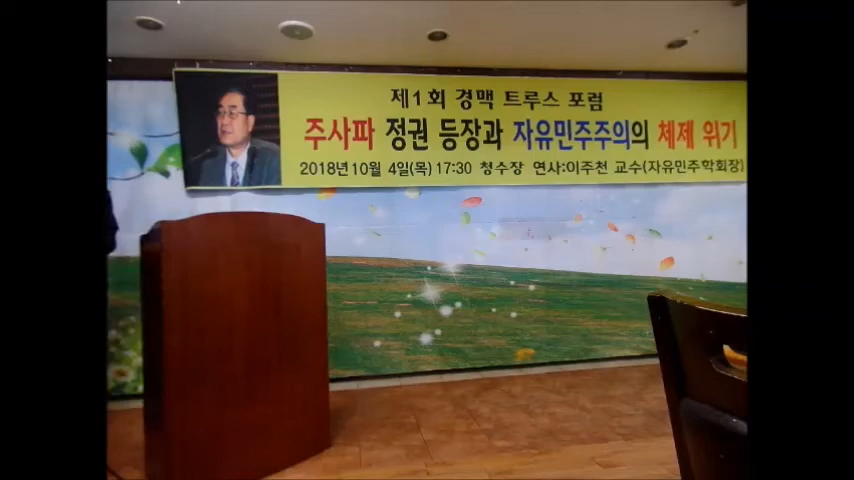 제1회 경맥 트루스 포럼
주사파 정권 등장과 자유민주주의의 체제 위기
2018년 10월 4일(목) 17:30 청수장 연사:이주천 교수(자유민주학회장)